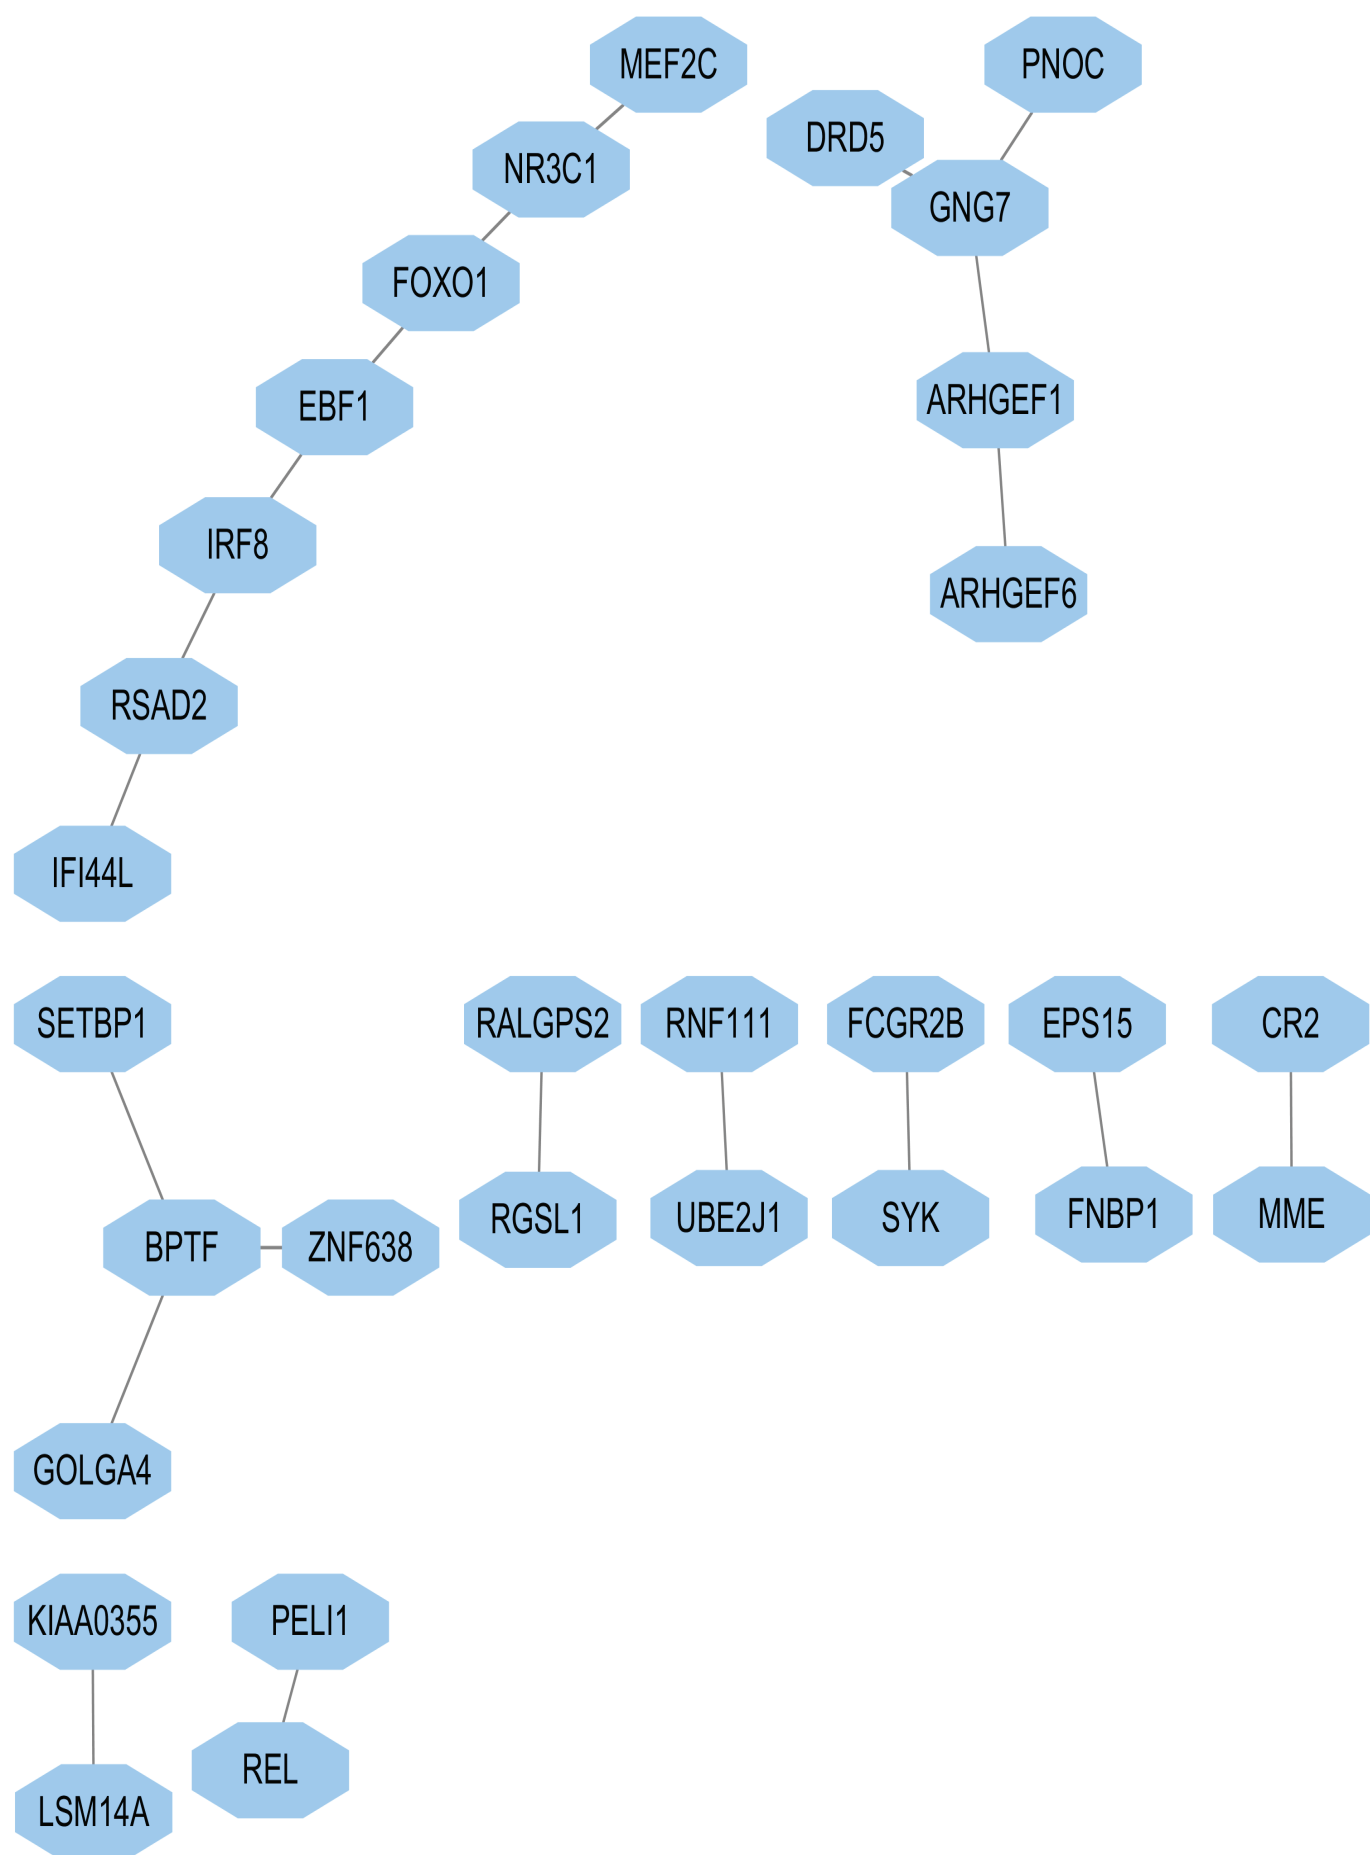 MEF2C
PNOC
DRD5
NR3C1
GNG7
FOXO1
ARHGEF1
EBF1
IRF8
ARHGEF6
RSAD2
IFI44L
SETBP1
RALGPS2
RNF111
FCGR2B
EPS15
CR2
RGSL1
UBE2J1
SYK
FNBP1
MME
BPTF
ZNF638
GOLGA4
KIAA0355
PELI1
REL
LSM14A